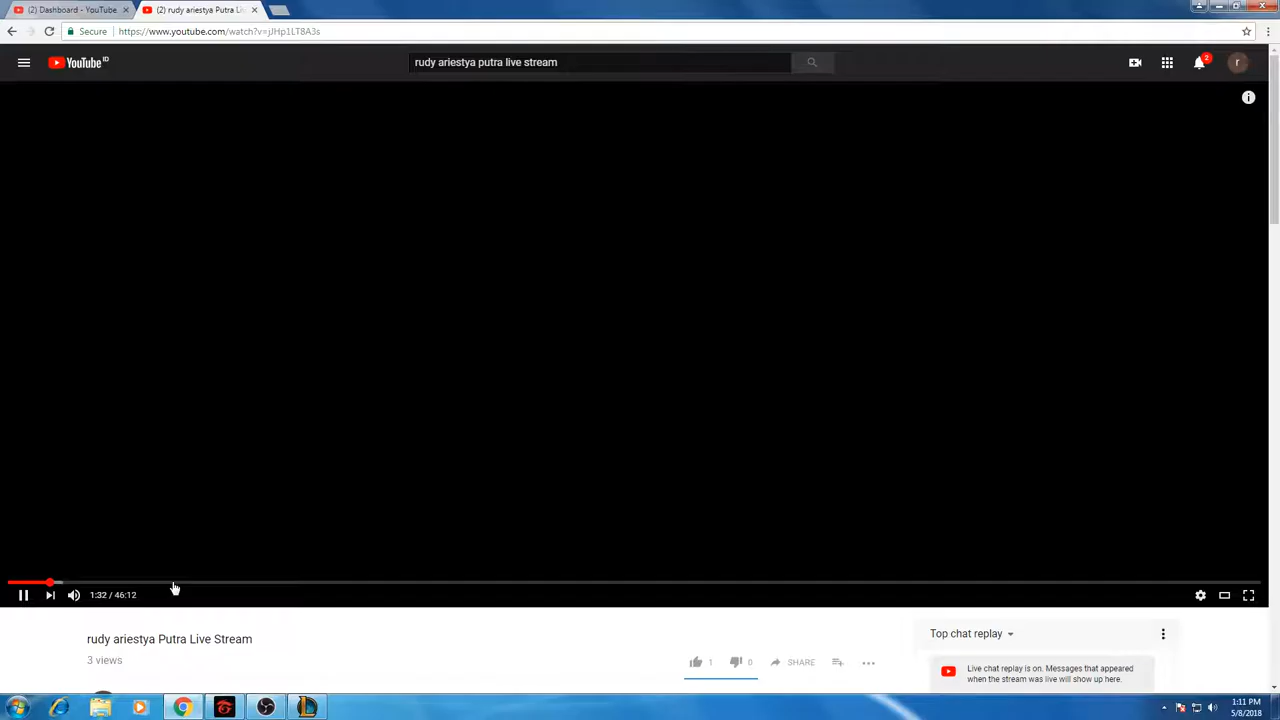 (2) Dashboard - YouTube
(2) rudy ariestya Putra Li
Secure
https://www.youtube.com/watch?v=jJHp1LT8A3s
YouTube ID
rudy ariestya putra live stream
2
r
i
1:32 / 46:12
rudy ariestya Putra Live Stream
3 views
1
0
SHARE
Top chat replay
Live chat replay is on. Messages that appeared
when the stream was live will show up here.
1:11 PM
5/8/2018